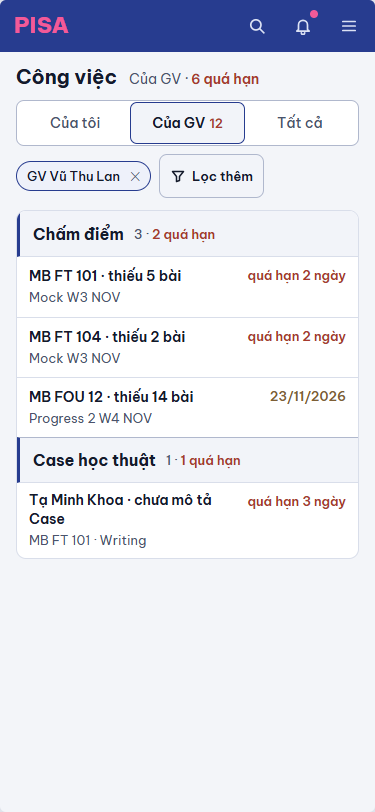 PISA
Công việc Của GV · 6 quá hạn
Của tôi Của GV 12 Tất cả
GV Vũ Thu Lan Lọc thêm
Chấm điểm 3 · 2 quá hạn
MB FT 101 · thiếu 5 bài quá hạn 2 ngày
Mock W3 NOV
MB FT 104 · thiếu 2 bài quá hạn 2 ngày
Mock W3 NOV
MB FOU 12 · thiếu 14 bài 23/11/2026
Progress 2 W4 NOV
Case học thuật 1 · 1 quá hạn
Tạ Minh Khoa · chưa mô tả quá hạn 3 ngày
Case
MB FT 101 · Writing